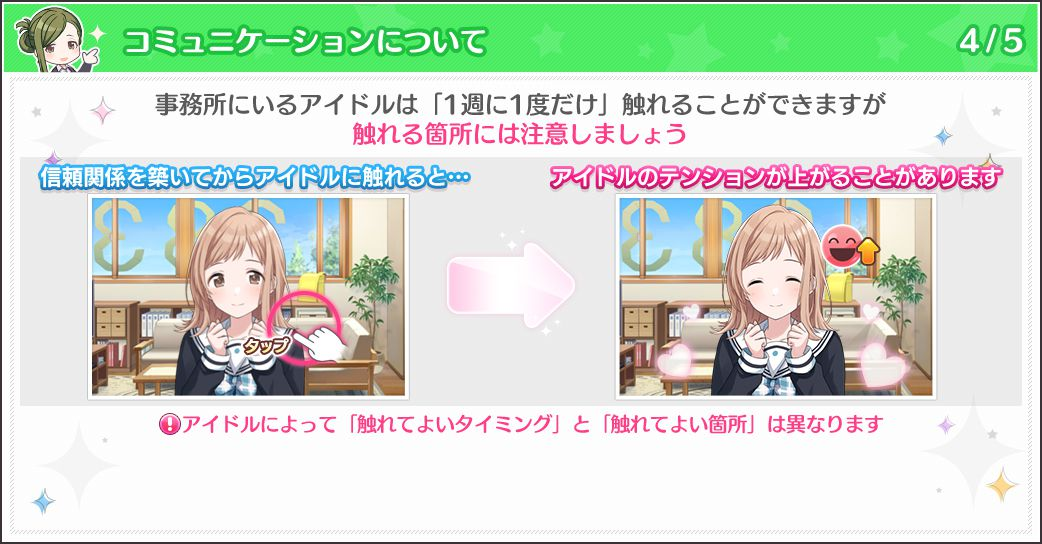 コミュニケーションについて
4/5
事務所にいるアイドルは「1週に1度だけ」触れることができますが
触れる箇所には注意しましょう
信頼関係を築いてからアイドルに触れると…
アイドルのテンションが上がることがあります
タップ
アイドルによって「触れてよいタイミング」と「触れてよい箇所」は異なります